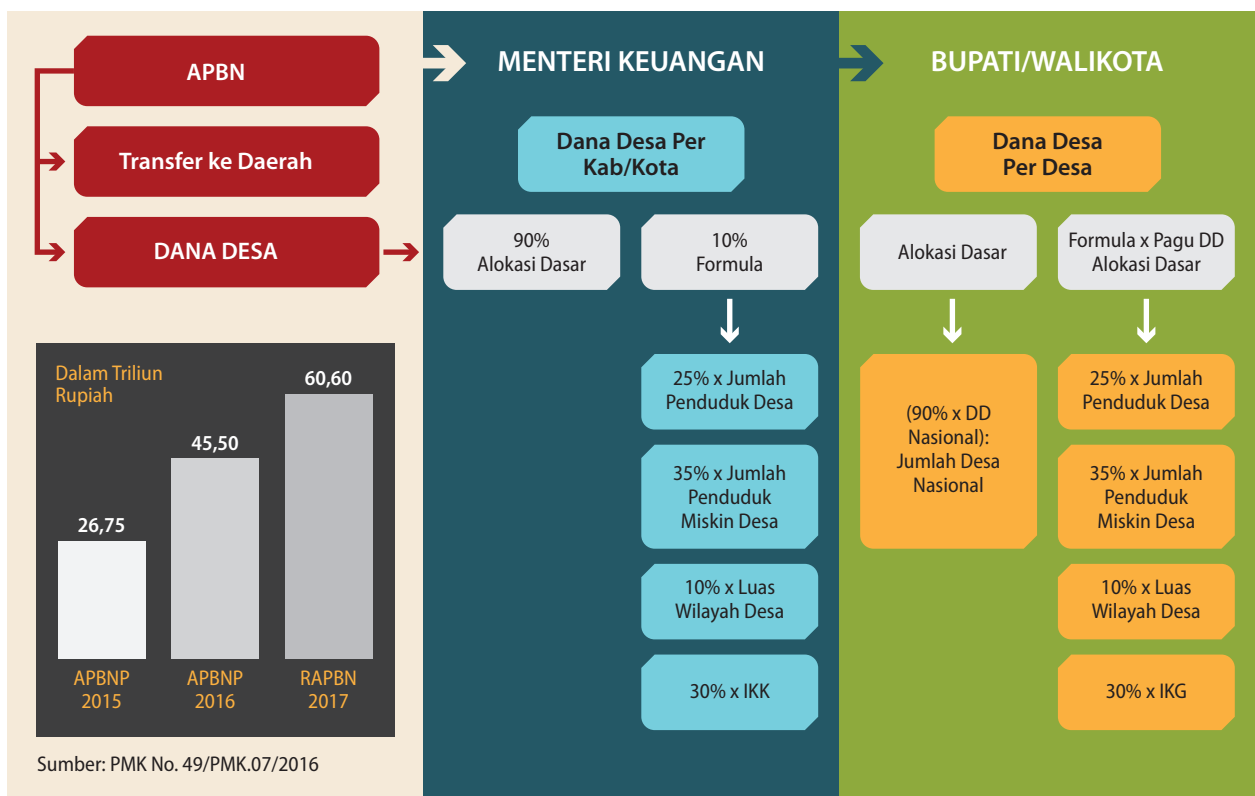 APBN
Transfer ke Daerah
DANA DESA
Dalam Triliun
Rupiah
26,75
45,50
60,60
APBNP
2015
APBNP
2016
RAPBN
2017
Sumber: PMK No. 49/PMK.07/2016
MENTERI KEUANGAN
Dana Desa Per
Kab/Kota
90%
Alokasi Dasar
10%
Formula
25% x Jumlah
Penduduk Desa
35% x Jumlah
Penduduk
Miskin Desa
10% x Luas
Wilayah Desa
30% x IKK
BUPATI/WALIKOTA
Dana Desa
Per Desa
Alokasi Dasar
Formula x Pagu DD
Alokasi Dasar
(90% x DD
Nasional):
Jumlah Desa
Nasional
25% x Jumlah
Penduduk Desa
35% x Jumlah
Penduduk
Miskin Desa
10% x Luas
Wilayah Desa
30% x IKG